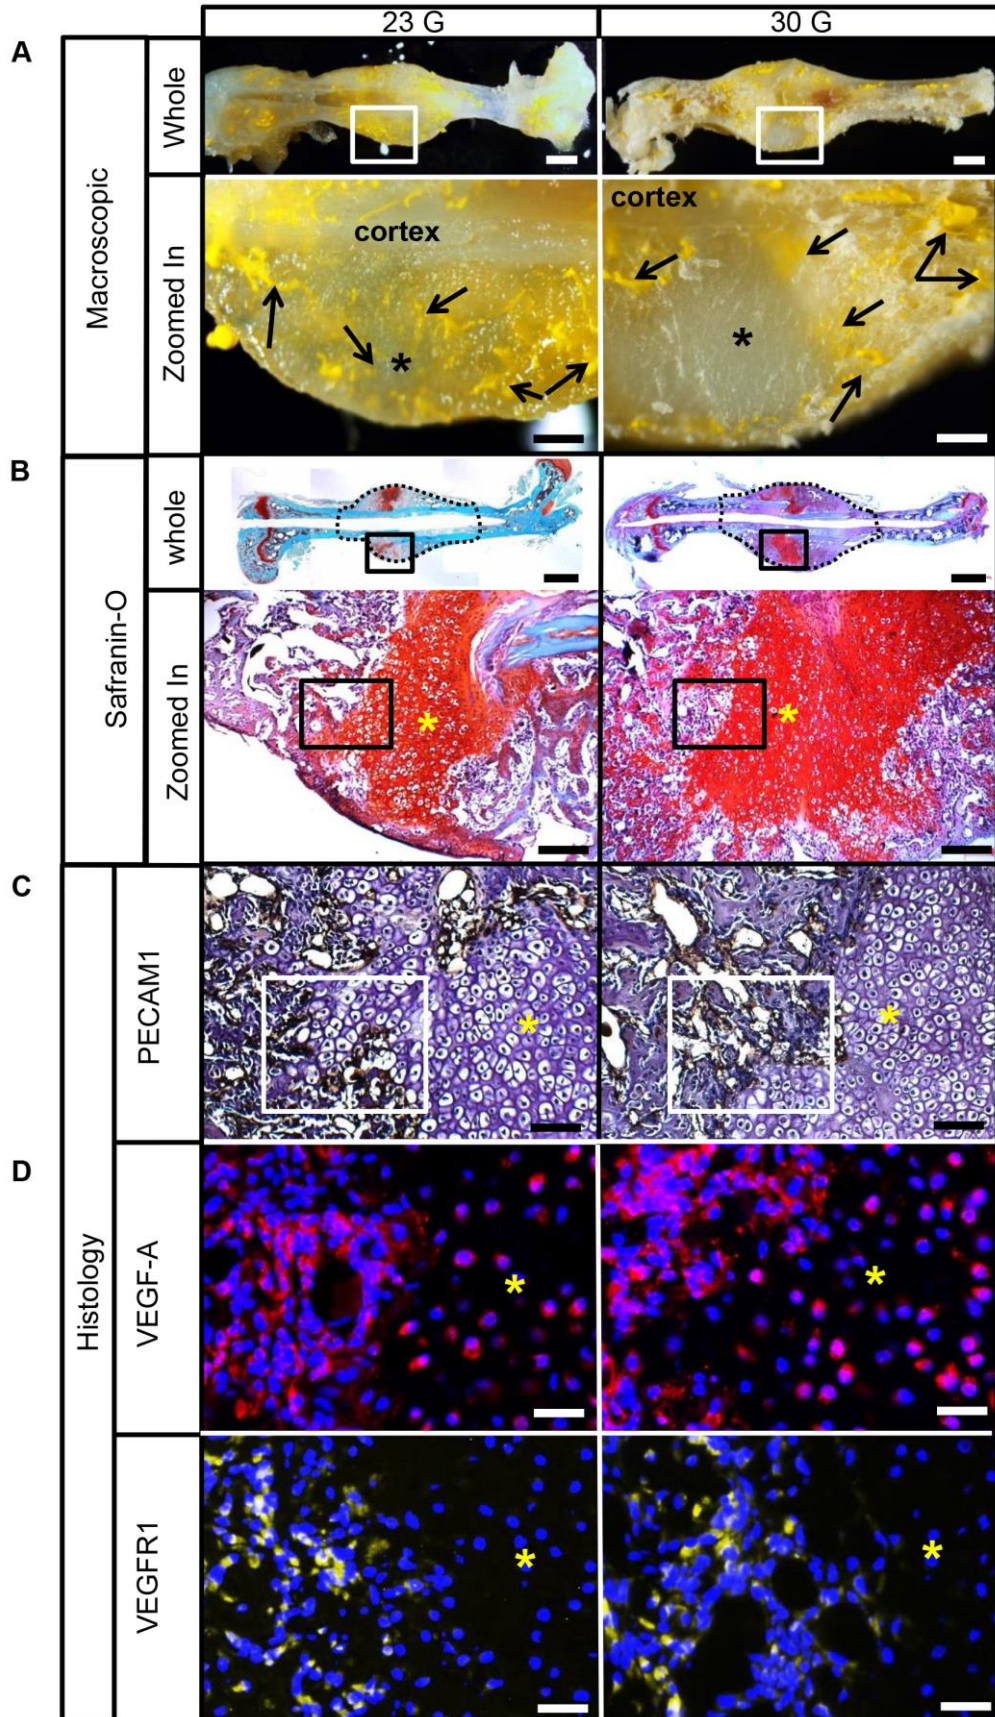 23 G
30 G
A
Macroscopic
Whole
Zoomed In
cortex
*
cortex
*
B
Safranin-O
whole
Zoomed In
*
*
C
Histology
PECAM1
*
*
D
VEGF-A
*
*
VEGFR1
*
*